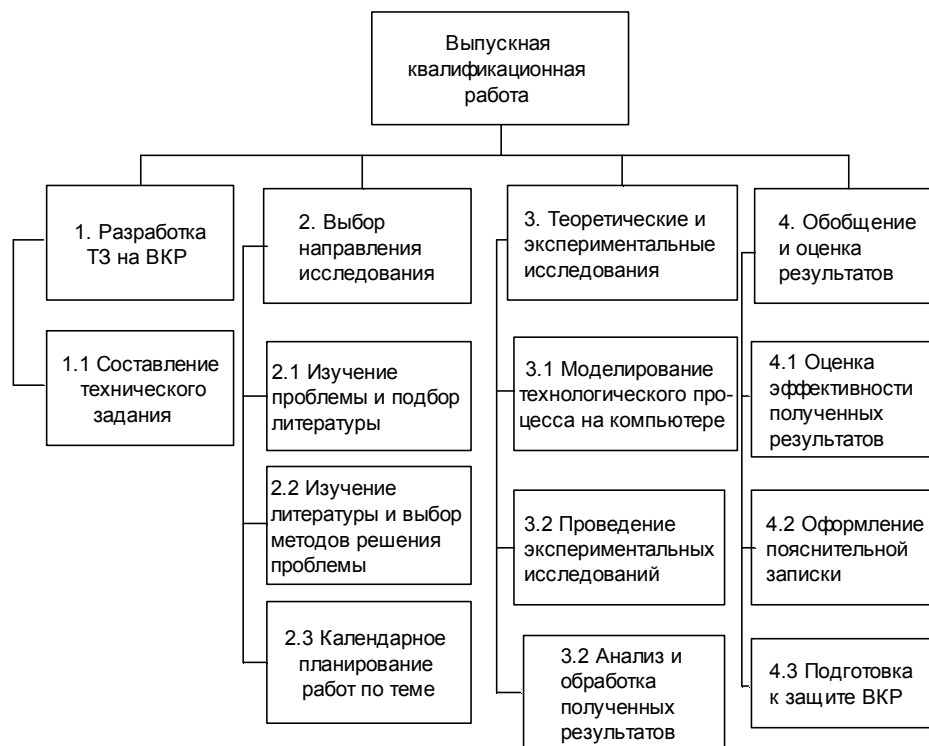 Выпускная
квалификационная
работа
1. Разработка
ТЗ на ВКР
1.1 Составление
технического
задания
2. Выбор
направления
исследования
2.1 Изучение
проблемы и подбор
литературы
2.2 Изучение
литературы и выбор
методов решения
проблемы
2.3 Календарное
планирование
работ по теме
3. Теоретические и
экспериментальные
исследования
3.1 Моделирование
технологического про-
цесса на компьютере
3.2 Проведение
экспериментальных
исследований
3.2 Анализ и
обработка
полученных
результатов
4. Обобщение
и оценка
результатов
4.1 Оценка
эффективности
полученных
результатов
4.2 Оформление
пояснительной
записки
4.3 Подготовка
к защите ВКР